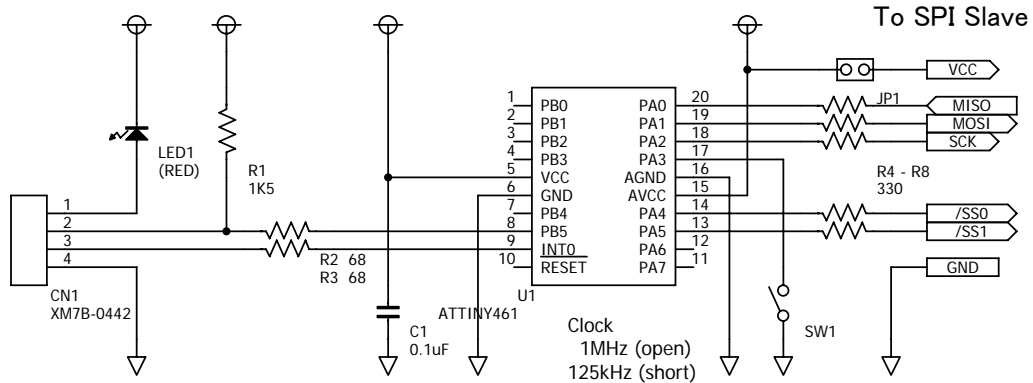 To SPI Slave
VCC
JP1
MISO
MOSI
SCK
R4 - R8
330
/SS0
/SS1
GND
LED1
(RED)
R1
1K5
1
2
3
4
CN1
XM7B-0442
R2 68
R3 68
C1
0.1uF
1 PB0 PA0 20
2 PB1 PA1 19
3 PB2 PA2 18
4 PB3 PA3 17
5 VCC AGND 16
6 GND AVCC 15
7 PB4 PA4 14
8 PB5 PA5 13
9 INT0 PA6 12
10 RESET PA7 11
U1
ATTINY461
Clock
1MHz (open)
125kHz (short)
SW1